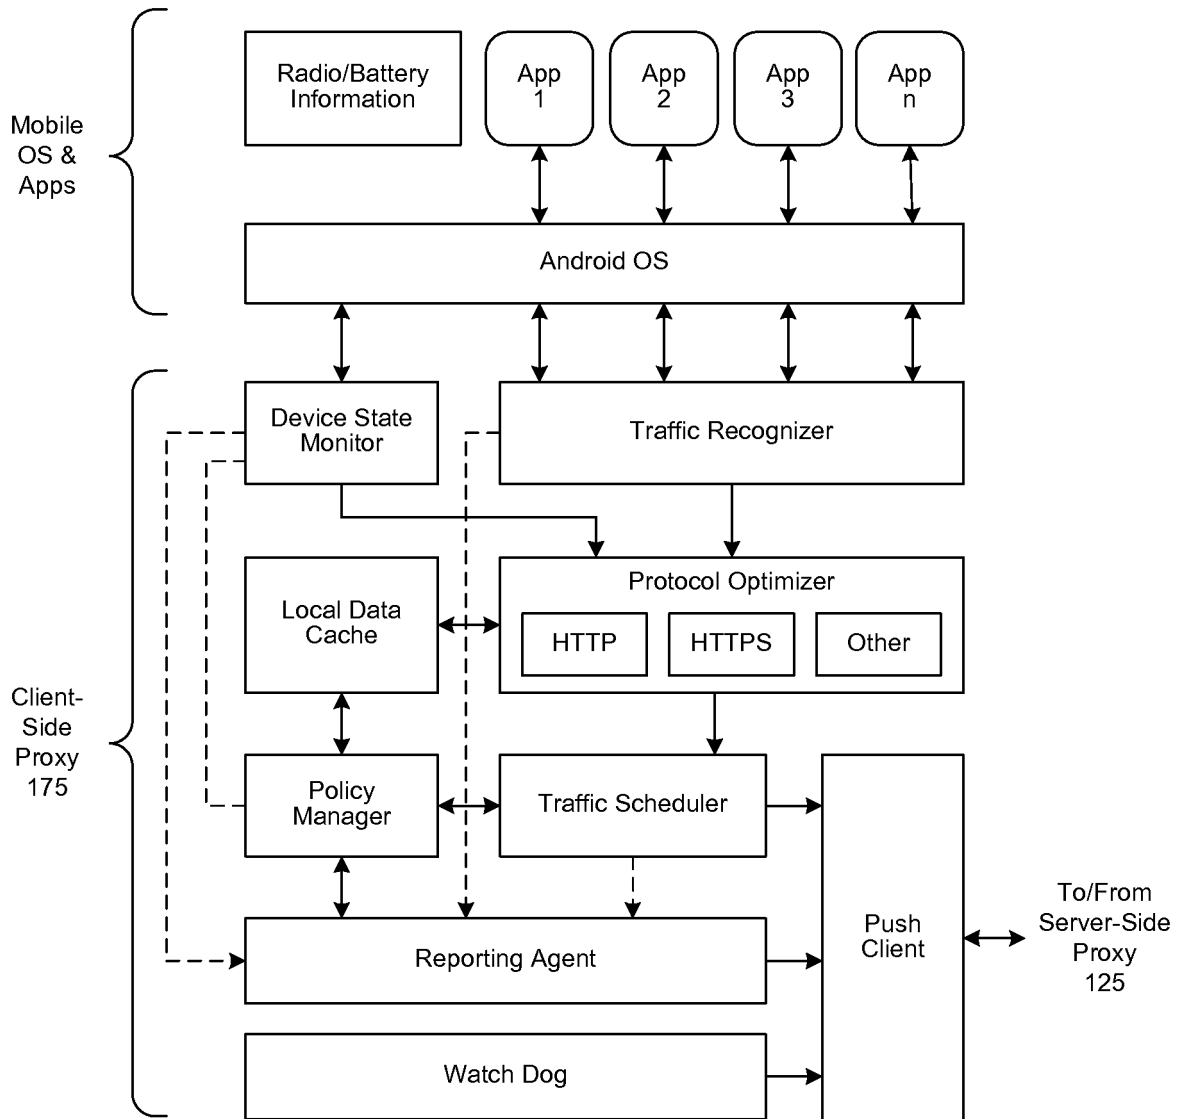 Radio/Battery
Information
App
1
App
2
App
3
App
n
Mobile
OS &
Apps
Android OS
Device State
Monitor
Traffic Recognizer
Protocol Optimizer
HTTP
HTTPS
Other
Local Data
Cache
Client-
Side
Proxy
175
Policy
Manager
Traffic Scheduler
Push
Client
To/From
Server-Side
Proxy
125
Reporting Agent
Watch Dog